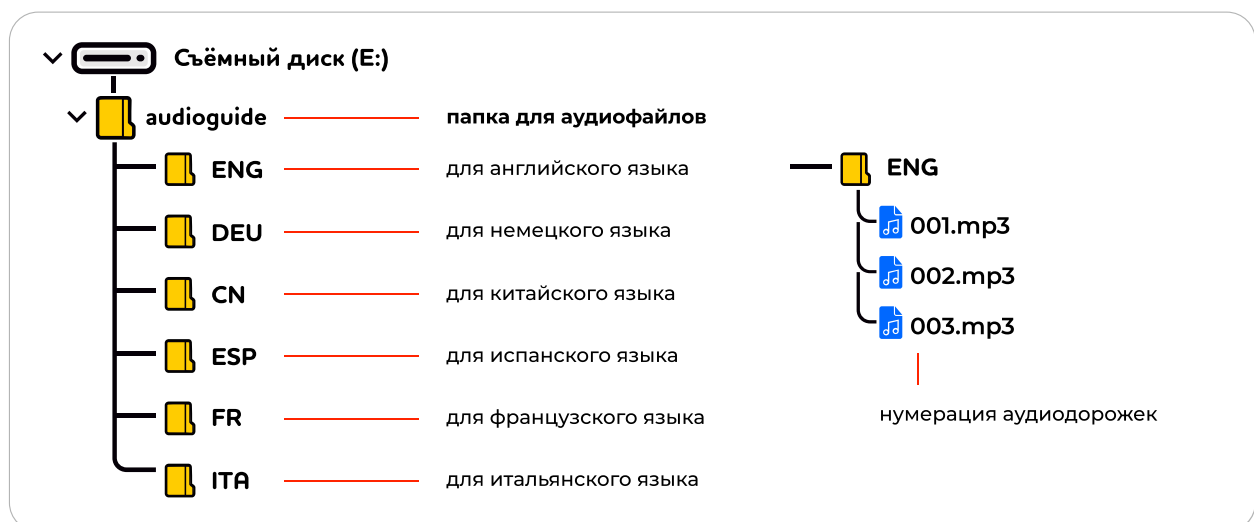 Съёмный диск (E:)
audioguide папка для аудиофайлов
ENG для английского языка
DEU для немецкого языка
CN для китайского языка
ESP для испанского языка
FR для французского языка
ITA для итальянского языка
ENG
001.mp3
002.mp3
003.mp3
нумерация аудиодорожек